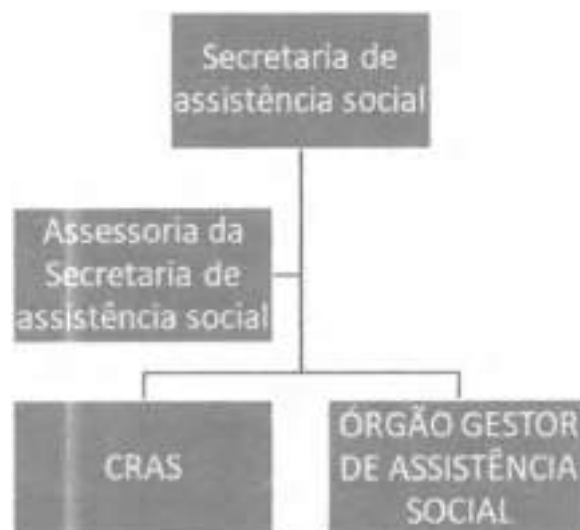 Secretaria de
assistência social
Assessoria da
Secretaria de
assistência social
CRAS
ÓRGÃO GESTOR
DE ASSISTÊNCIA
SOCIAL